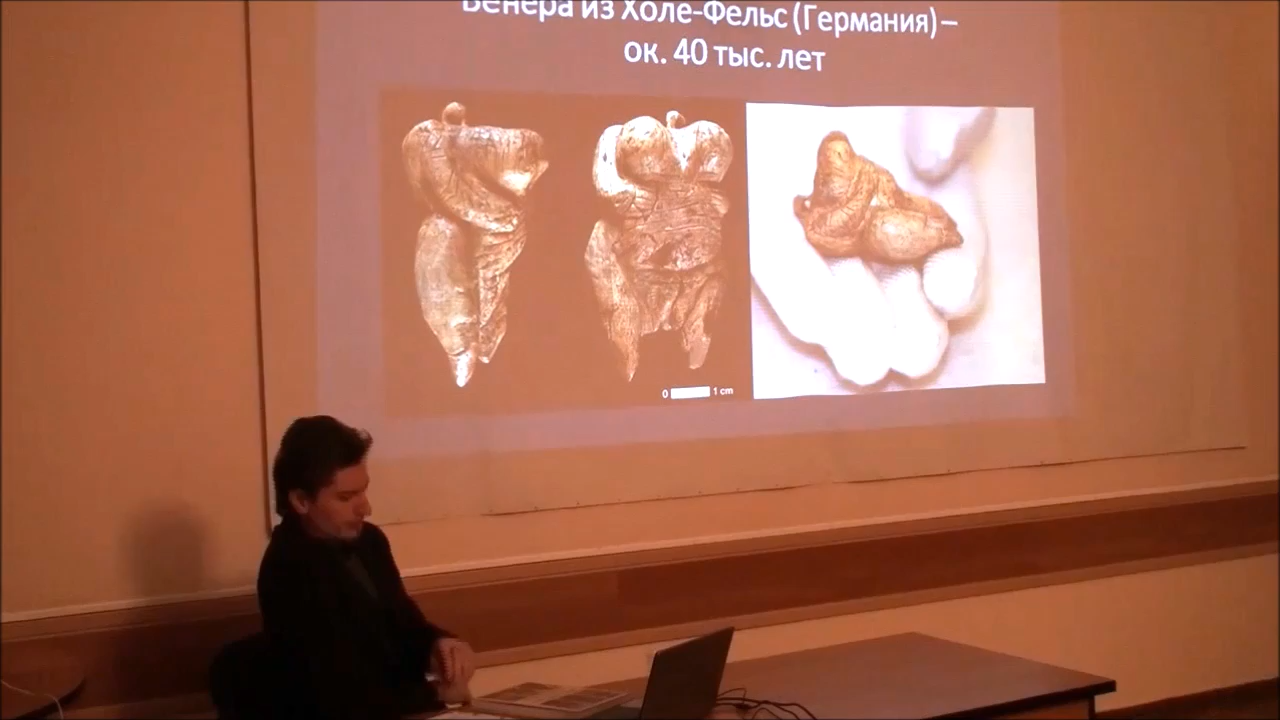 Венера из Холе-Фельс (Германия) –
ок. 40 тыс. лет
0 1 cm